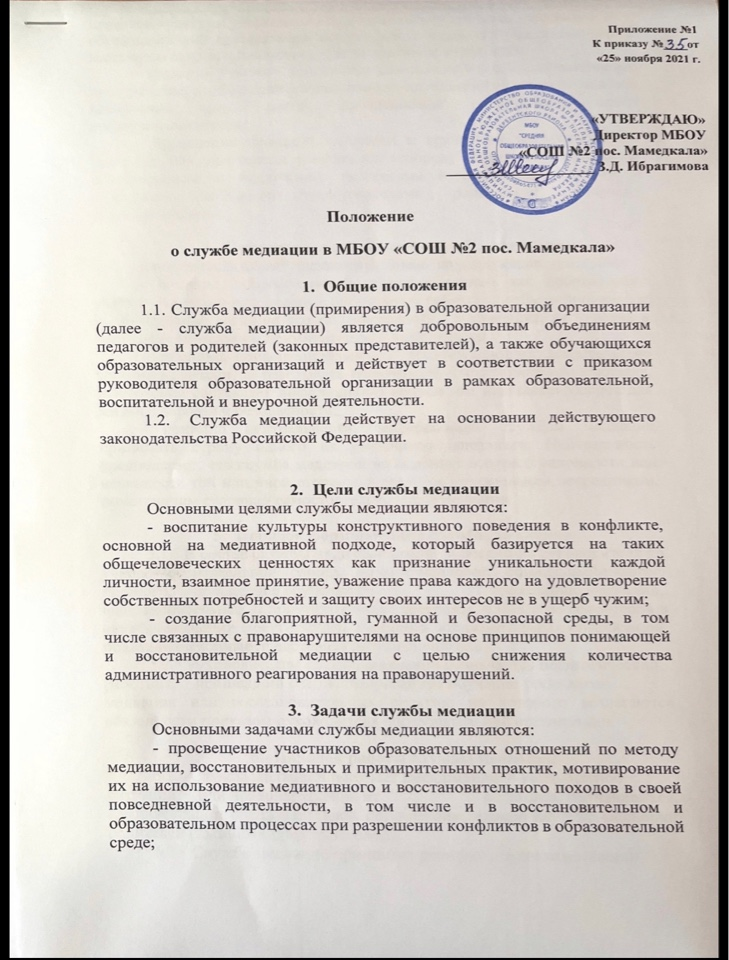 Приложение №1
К приказу № 35 от
«25» ноября 2021 г.
«УТВЕРЖДАЮ»
Директор МБОУ
«СОШ №2 пос. Мамедкала»
З.Д. Ибрагимова
Положение
о службе медиации в МБОУ «СОШ №2 пос. Мамедкала»
1. Общие положения
1.1. Служба медиации (примирения) в образовательной организации
(далее - служба медиации) является добровольным объединениям
педагогов и родителей (законных представителей), а также обучающихся
образовательных организаций и действует в соответствии с приказом
руководителя образовательной организации в рамках образовательной,
воспитательной и внеурочной деятельности.
1.2. Служба медиации действует на основании действующего
законодательства Российской Федерации.
2. Цели службы медиации
Основными целями службы медиации являются:
- воспитание культуры конструктивного поведения в конфликте,
основной на медиативной подходе, который базируется на таких
общечеловеческих ценностях как признание уникальности каждой
личности, взаимное принятие, уважение права каждого на удовлетворение
собственных потребностей и защиту своих интересов не в ущерб чужим;
- создание благоприятной, гуманной и безопасной среды, в том
числе связанных с правонарушителями на основе принципов понимающей
и восстановительной медиации с целью снижения количества
административного реагирования на правонарушений.
3. Задачи службы медиации
Основными задачами службы медиации являются:
- просвещение участников образовательных отношений по методу
медиации, восстановительных и примирительных практик, мотивирование
их на использование медиативного и восстановительного походов в своей
повседневной деятельности, в том числе и в восстановительном и
образовательном процессах при разрешении конфликтов в образовательной
среде;